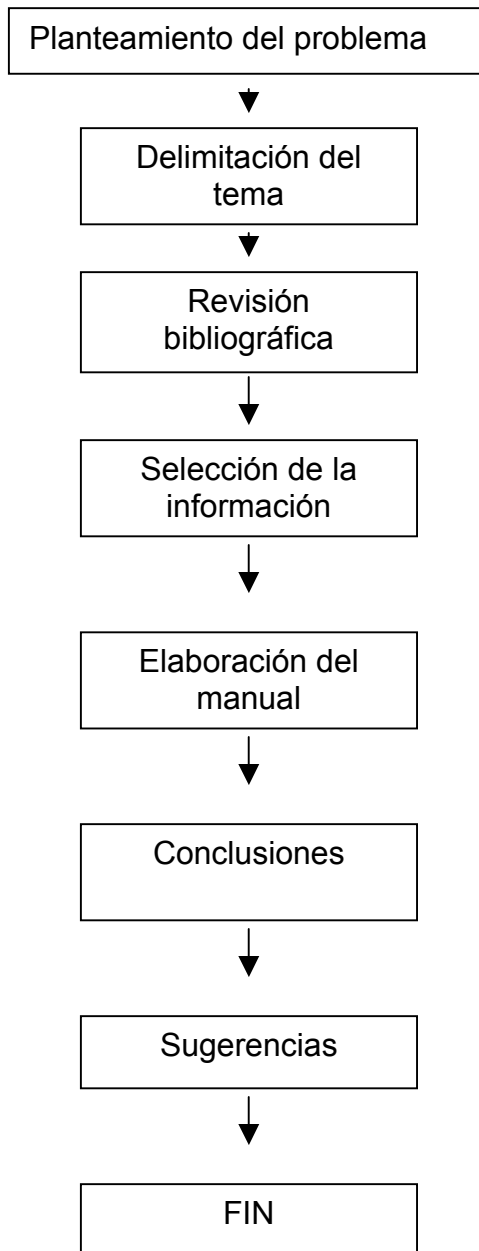 Planteamiento del problema
Delimitación del
tema
Revisión
bibliográfica
Selección de la
información
Elaboración del
manual
Conclusiones
Sugerencias
FIN